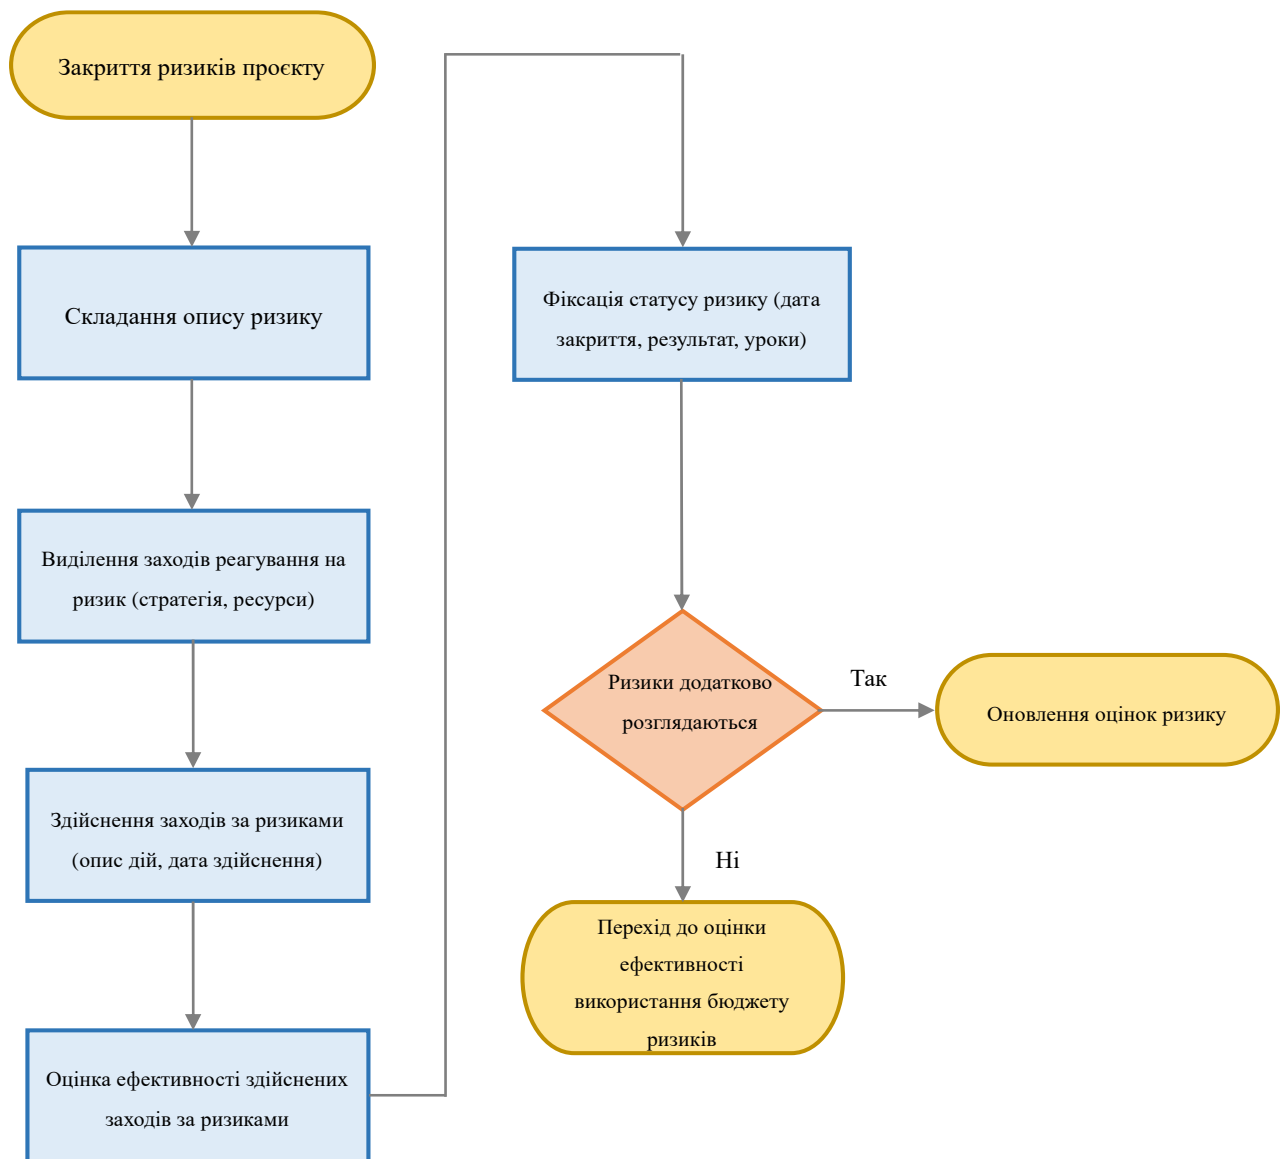 Закриття ризиків проєкту
Складання опису ризику
Виділення заходів реагування на
ризик (стратегія, ресурси)
Здійснення заходів за ризиками
(опис дій, дата здійснення)
Оцінка ефективності здійснених
заходів за ризиками
Фіксація статусу ризику (дата
закриття, результат, уроки)
Ризики додатково
розглядаються
Так
Оновлення оцінок ризику
Ні
Перехід до оцінки
ефективності
використання бюджету
ризиків